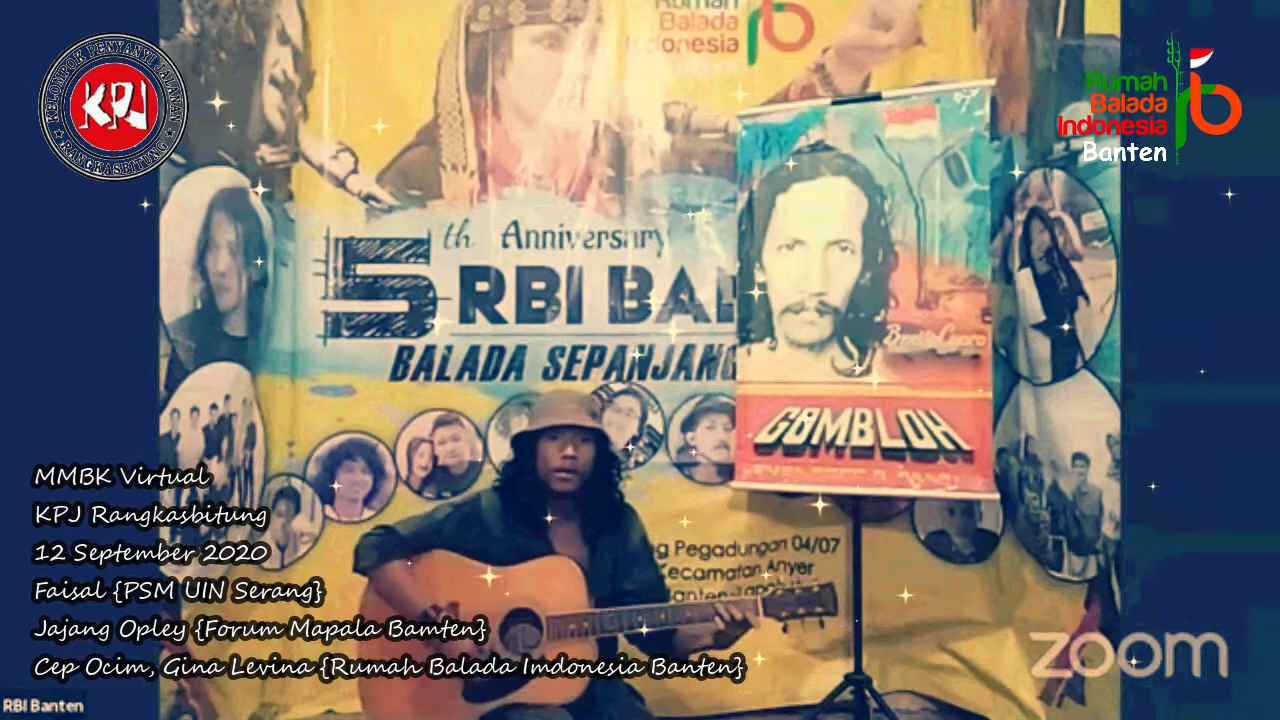 KELOMPOK PENYANYI JALANAN
KPJ
RANGKASBITUNG
Rumah
Balada
Indonesia
Rumah
Balada
Indonesia
Banten
5th Anniversary
RBI BA
BALADA SEPANJANG
GOMBLOH
MMBK Virtual
KPJ Rangkasbitung
12 September 2020
Faisal {PSM UIN Serang}
Jajang Opley {Forum Mapala Bamten}
Cep Ocim, Gina Levina {Rumah Balada Imdonesia Banten}
g Pegadungan 04/07
Kecamatan Anyer
zoom
RBI Banten